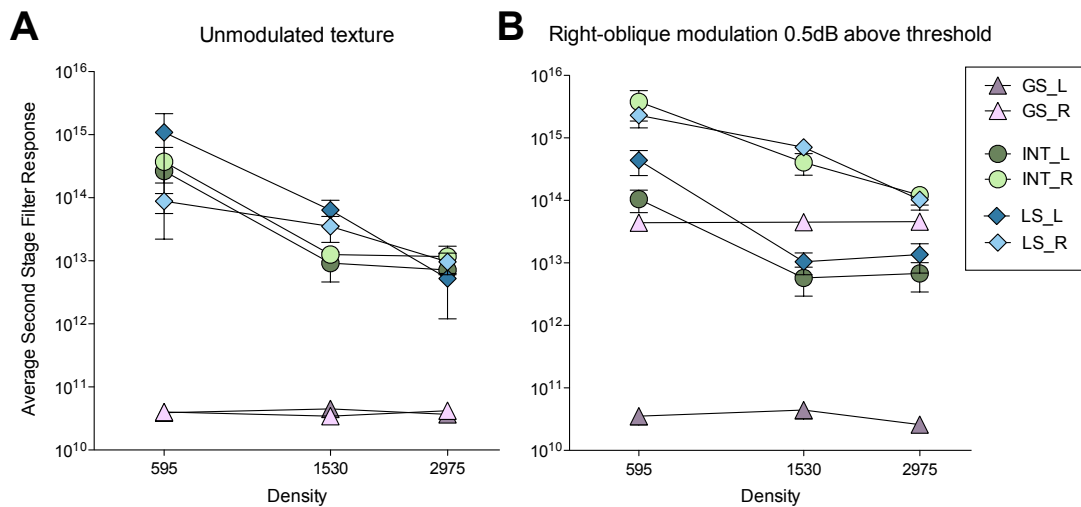 A
Unmodulated texture
Average Second Stage Filter Response
10^16
10^15
10^14
10^13
10^12
10^11
10^10
595
1530
2975
Density
B
Right-oblique modulation 0.5dB above threshold
10^16
10^15
10^14
10^13
10^12
10^11
10^10
595
1530
2975
Density
GS_L
GS_R
INT_L
INT_R
LS_L
LS_R